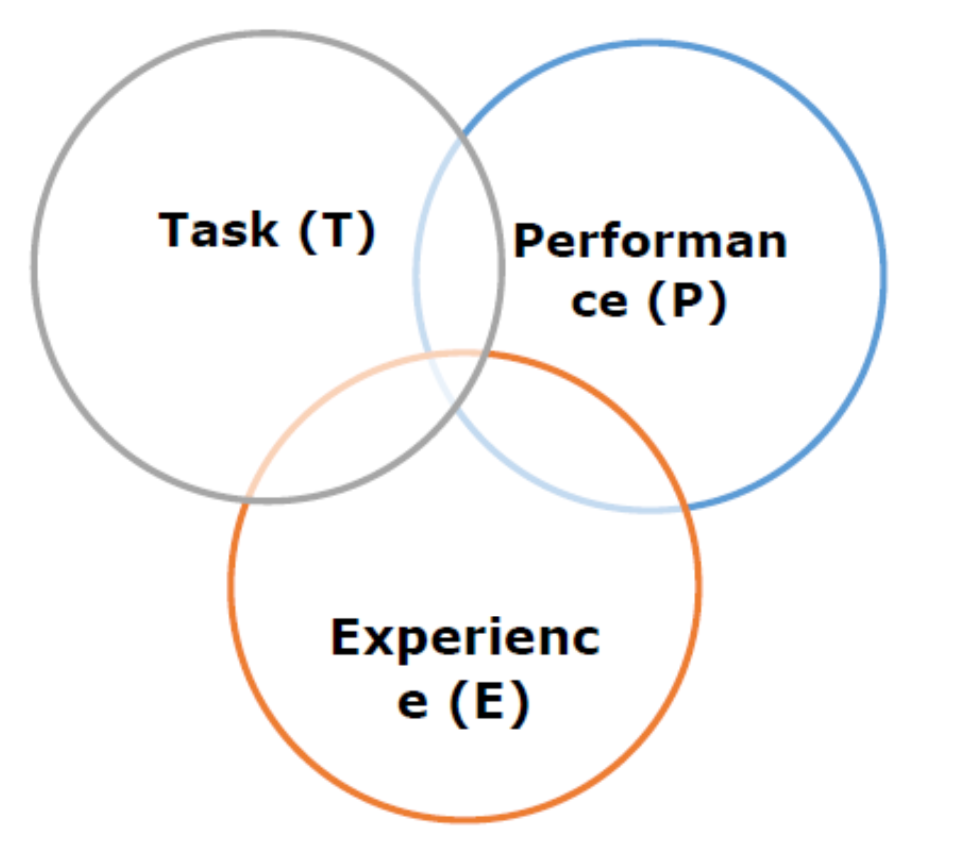 Task (T)
Performan
ce (P)
Experienc
e (E)